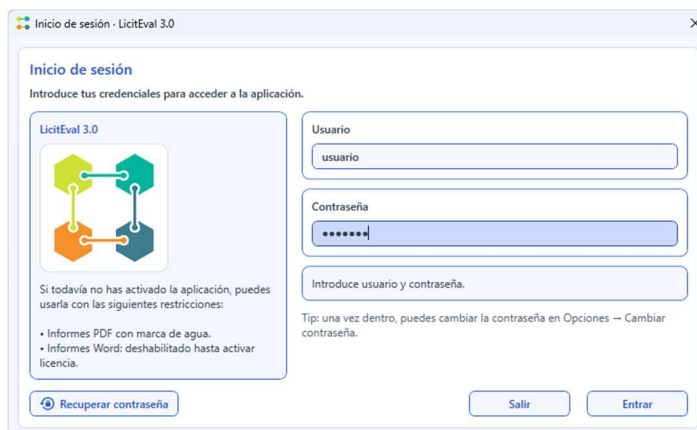 Inicio de sesión · LicitEval 3.0
Inicio de sesión
Introduce tus credenciales para acceder a la aplicación.
LicitEval 3.0
Si todavía no has activado la aplicación, puedes
usarla con las siguientes restricciones:
• Informes PDF con marca de agua.
• Informes Word: deshabilitado hasta activar
licencia.
Usuario
usuario
Contraseña
•••••••
Introduce usuario y contraseña.
Tip: una vez dentro, puedes cambiar la contraseña en Opciones → Cambiar
contraseña.
Recuperar contraseña
Salir
Entrar